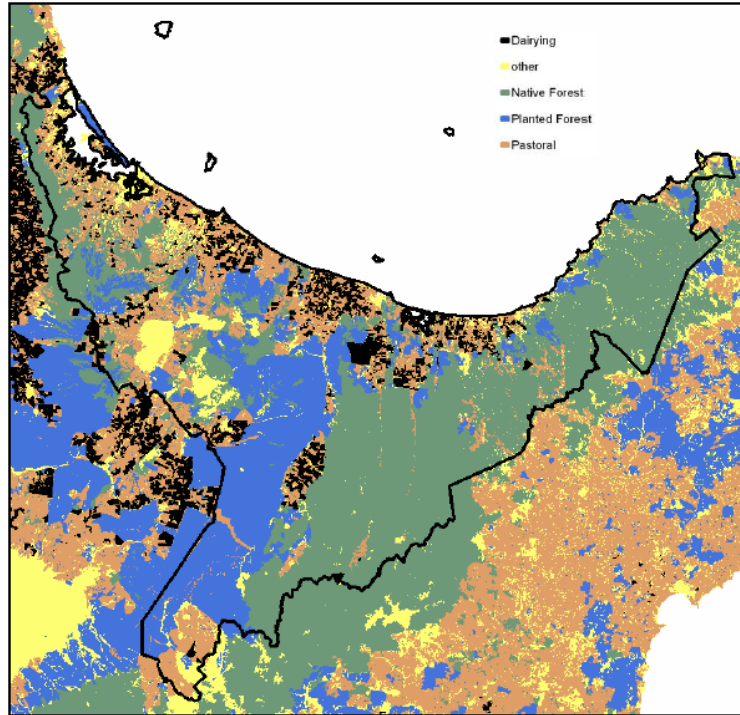 Dairying
other
Native Forest
Planted Forest
Pastoral